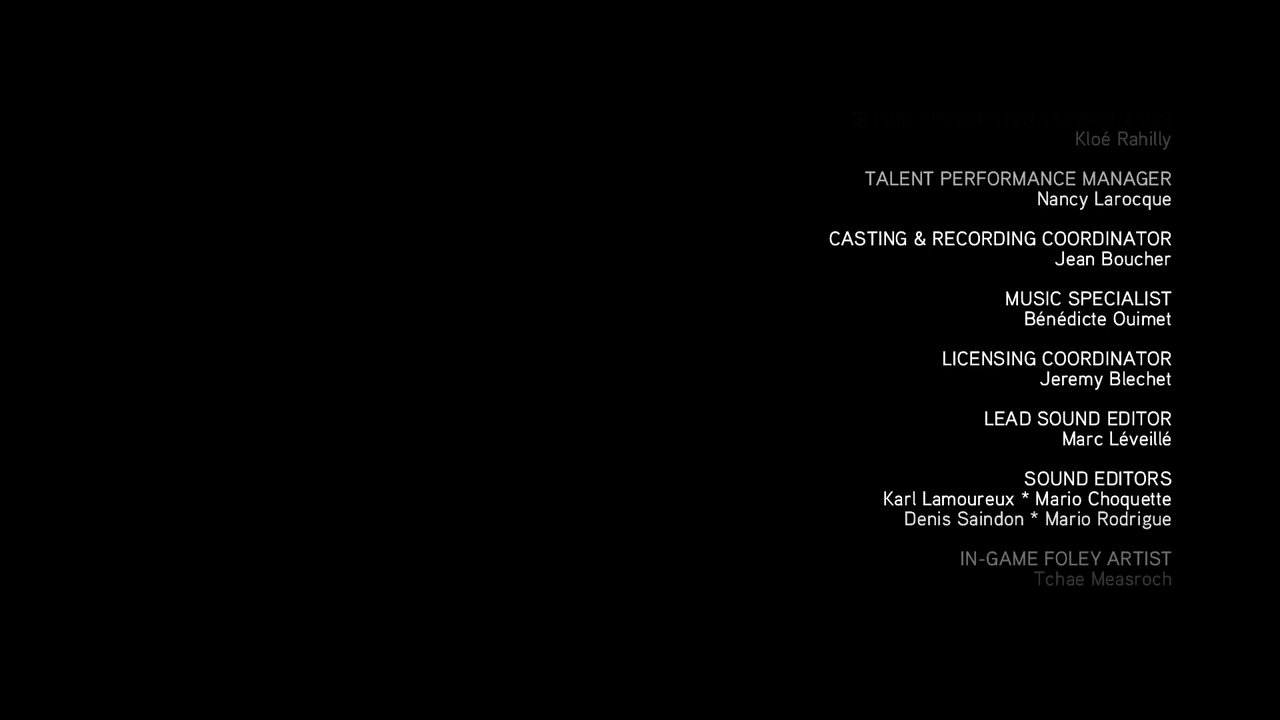 Kloé Rahilly
TALENT PERFORMANCE MANAGER
Nancy Larocque
CASTING & RECORDING COORDINATOR
Jean Boucher
MUSIC SPECIALIST
Bénédicte Ouimet
LICENSING COORDINATOR
Jeremy Blechet
LEAD SOUND EDITOR
Marc Léveillé
SOUND EDITORS
Karl Lamoureux * Mario Choquette
Denis Saindon * Mario Rodrigue
IN-GAME FOLEY ARTIST
Tchae Measroch